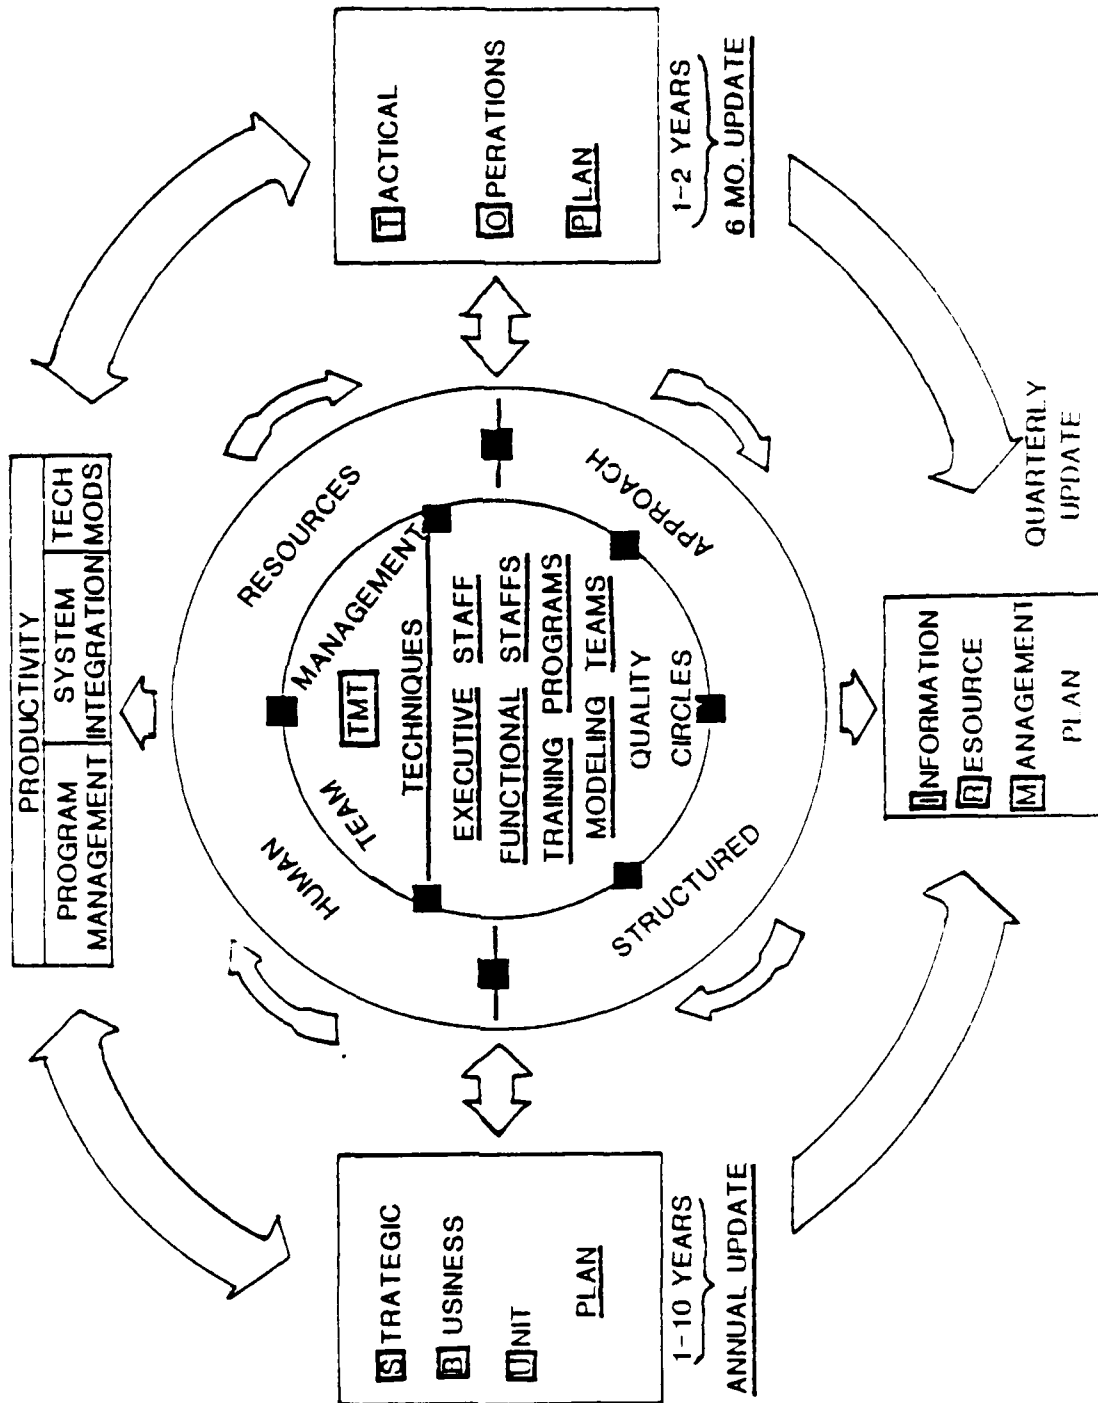 PRODUCTIVITY
PROGRAM MANAGEMENT
SYSTEM INTEGRATION
TECH MODS
STRATEGIC
BUSINESS
UNIT
PLAN
1-10 YEARS
ANNUAL UPDATE
HUMAN RESOURCES
TEAM MANAGEMENT
TMT
TECHNIQUES
EXECUTIVE STAFF
FUNCTIONAL STAFFS
TRAINING PROGRAMS
MODELING TEAMS
QUALITY
CIRCLES
STRUCTURED APPROACH
TACTICAL
OPERATIONS
PLAN
1-2 YEARS
6 MO. UPDATE
INFORMATION
RESOURCE
MANAGEMENT
PLAN
QUARTERLY
UPDATE